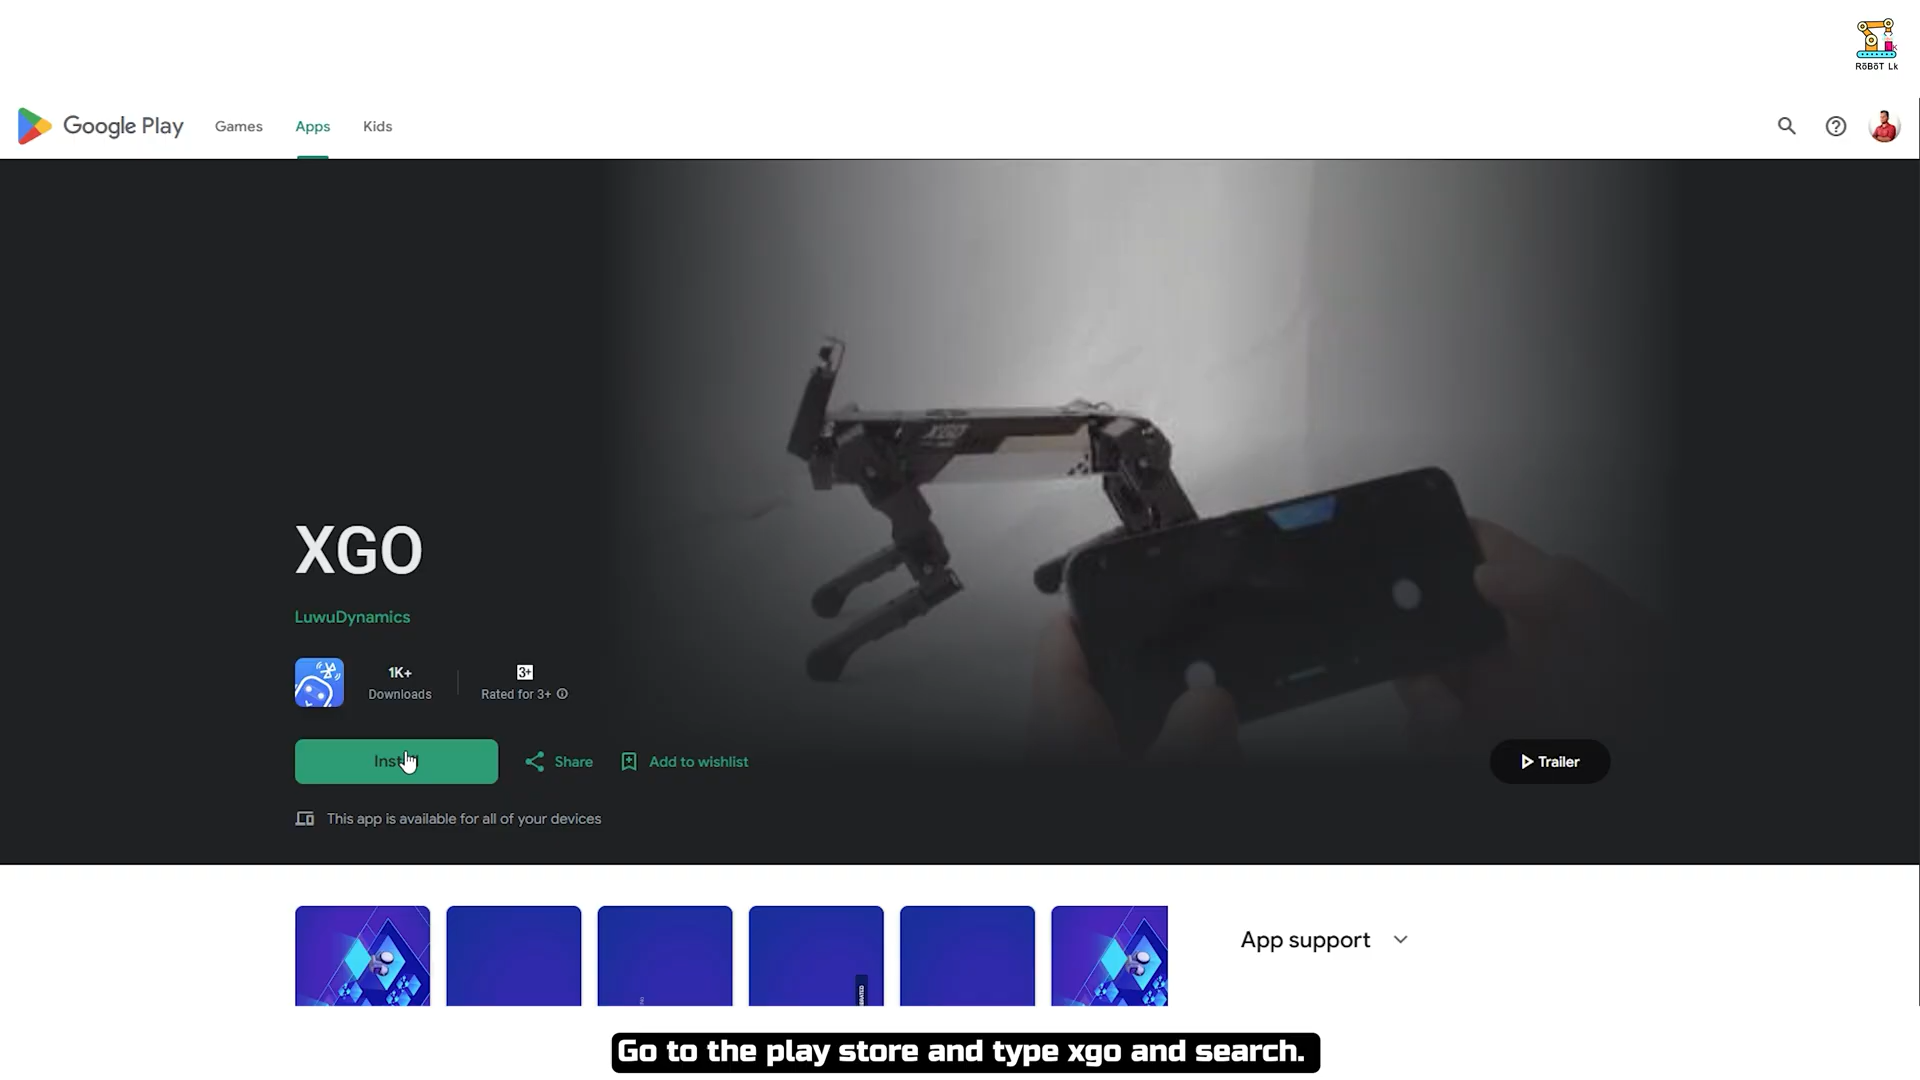 RōBōT Lk
Google Play
Games
Apps
Kids
XGO
XGO
LuwuDynamics
1K+
Downloads
3+
Rated for 3+
Share
Add to wishlist
Trailer
This app is available for all of your devices
App support
Go to the play store and type xgo and search.